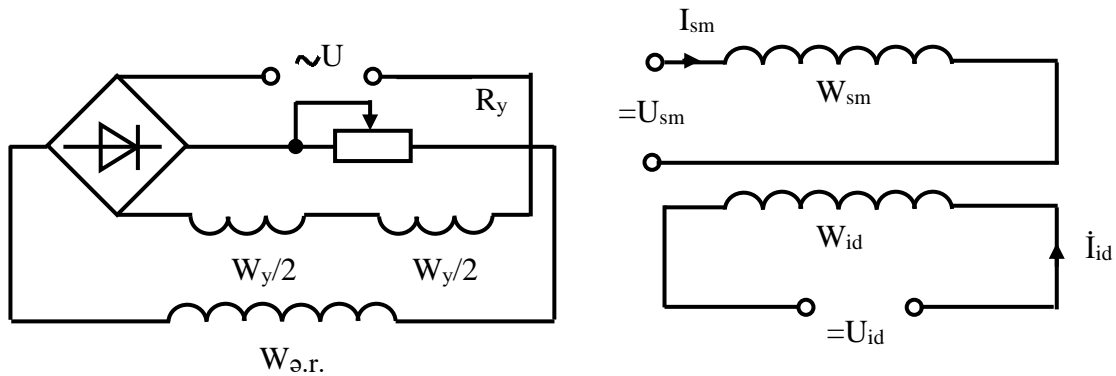 ∼U
R_y
W_y/2 W_y/2
W_ə.r.
I_sm
W_sm
=U_sm
W_id
İ_id
=U_id